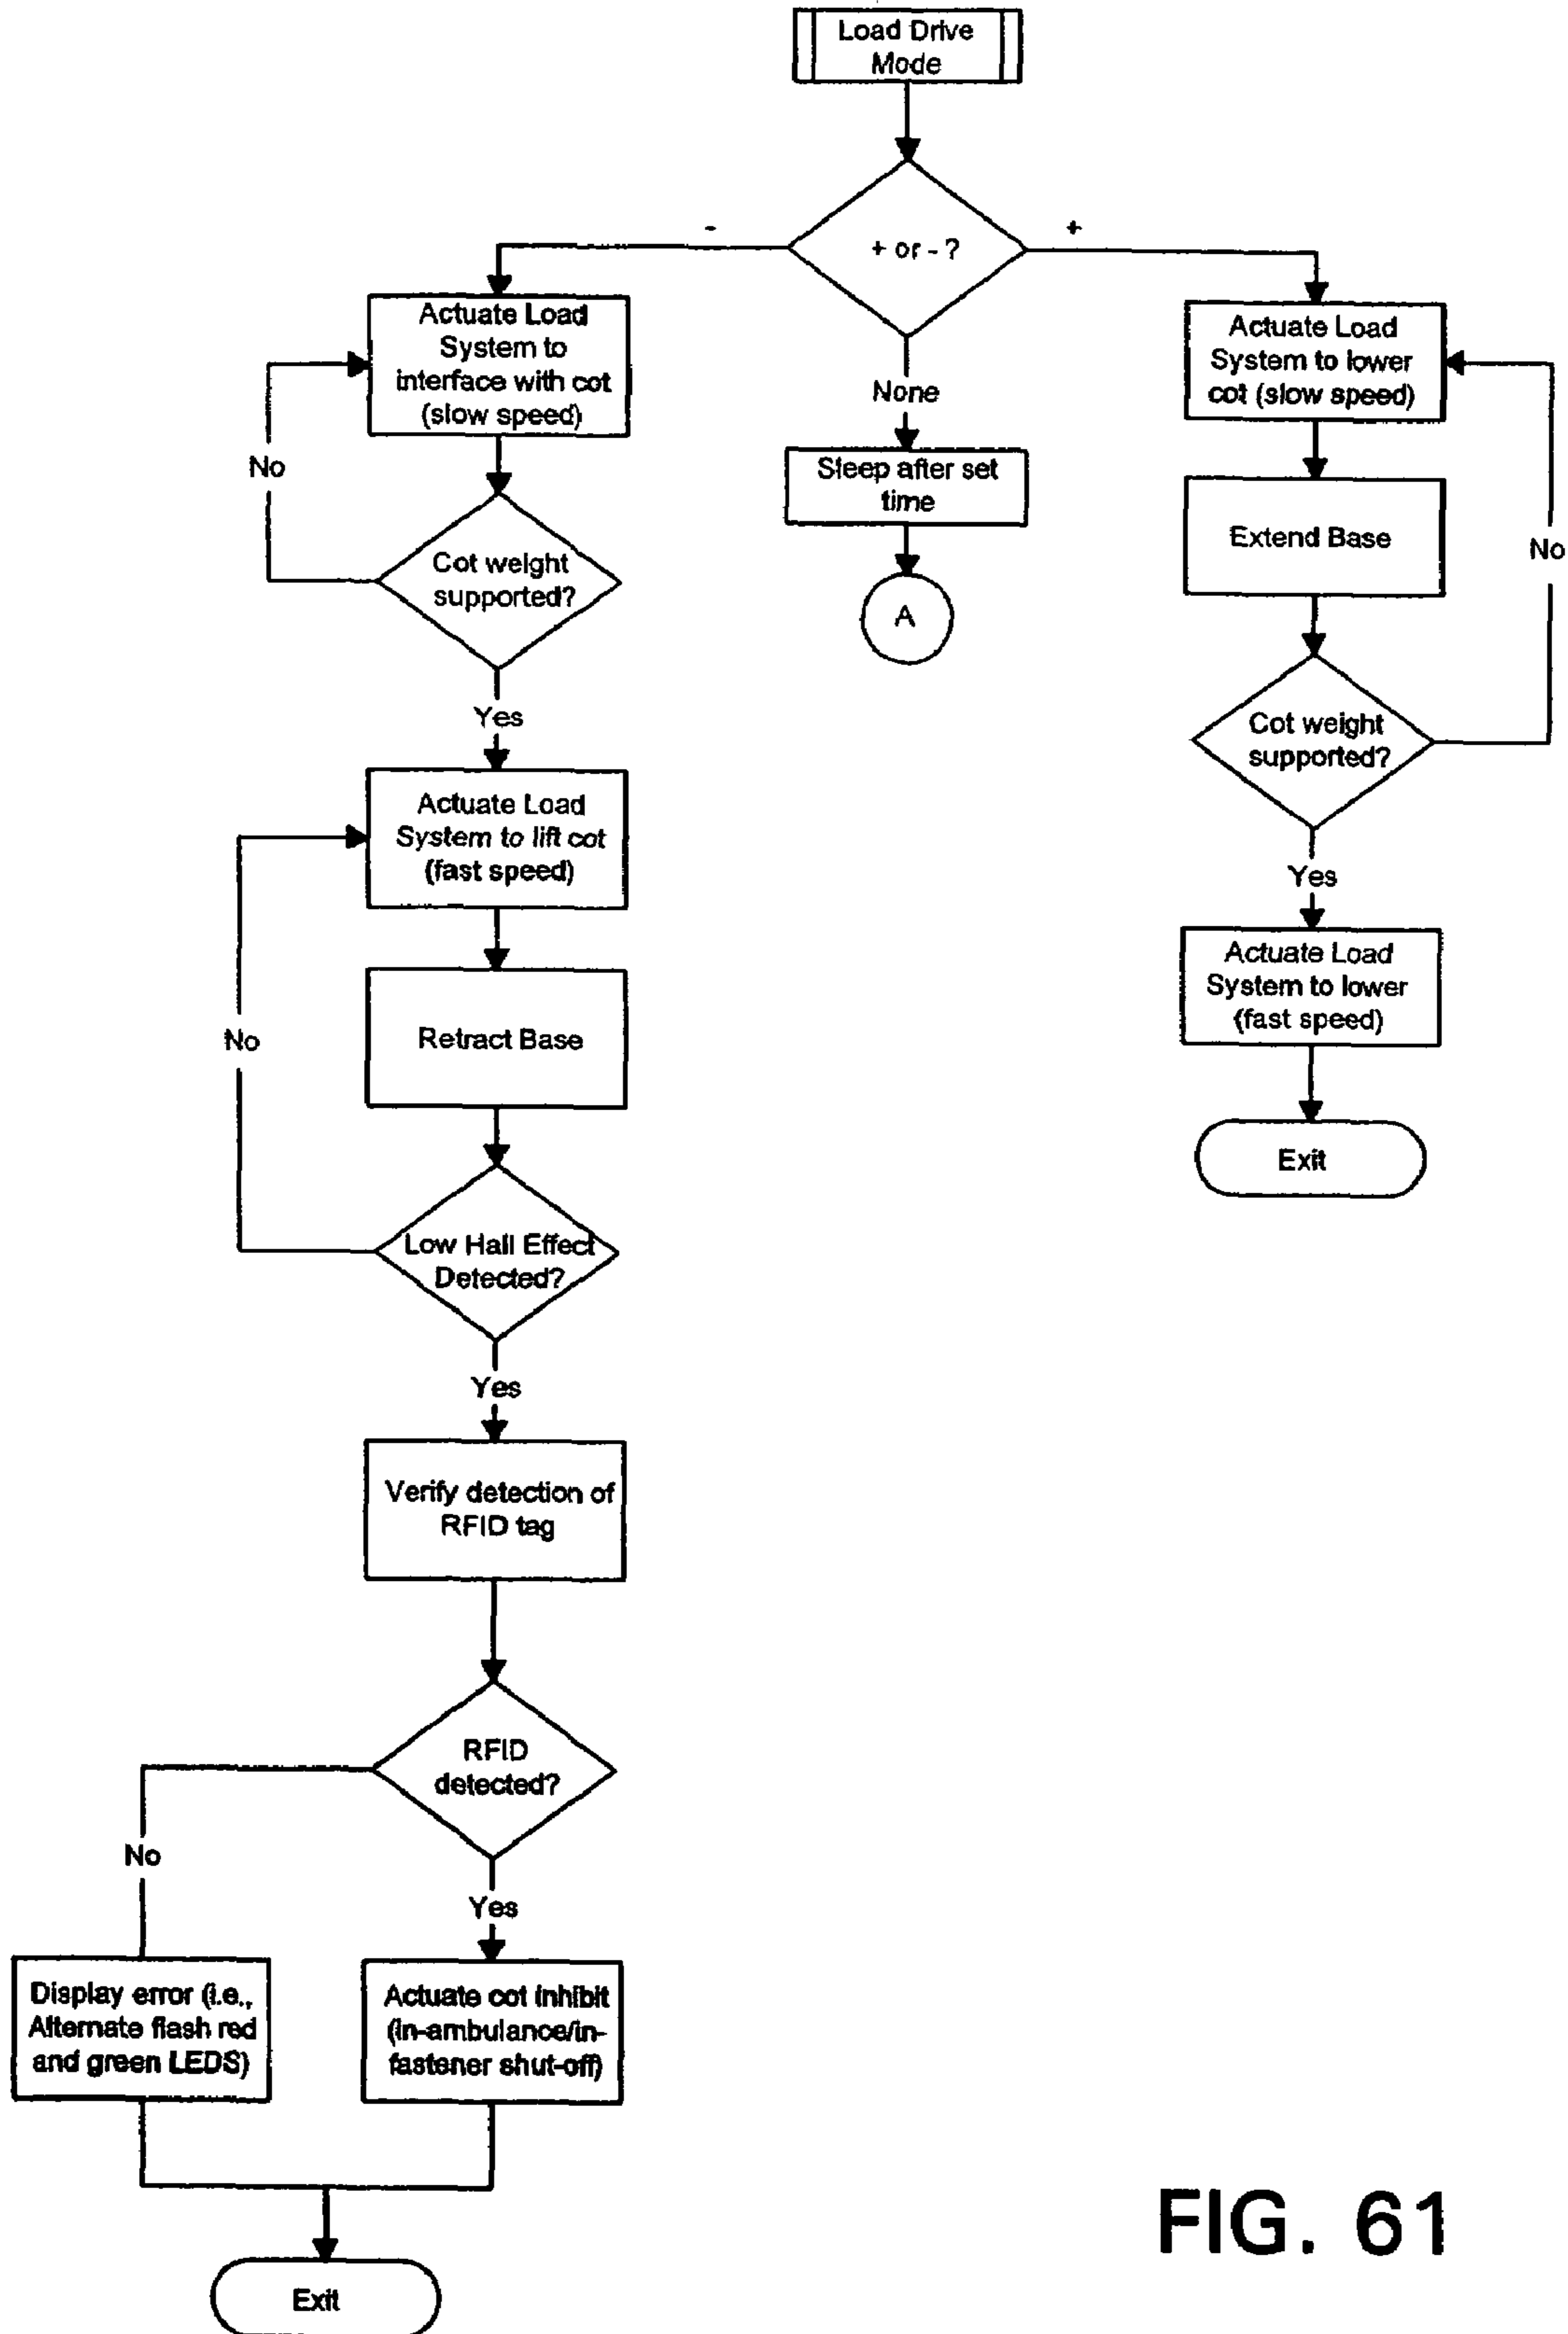 Load Drive
Mode
+ or - ?
-
+
None
Actuate Load
System to
interface with cot
(slow speed)
No
Cot weight
supported?
Yes
Actuate Load
System to lift cot
(fast speed)
No
Retract Base
Low Hall Effect
Detected?
Yes
Verify detection of
RFID tag
RFID
detected?
No
Yes
Display error (i.e.,
Alternate flash red
and green LEDS)
Actuate cot inhibit
(in-ambulance/in-
fastener shut-off)
Exit
Sleep after set
time
A
Actuate Load
System to lower
cot (slow speed)
Extend Base
No
Cot weight
supported?
Yes
Actuate Load
System to lower
(fast speed)
Exit
FIG. 61